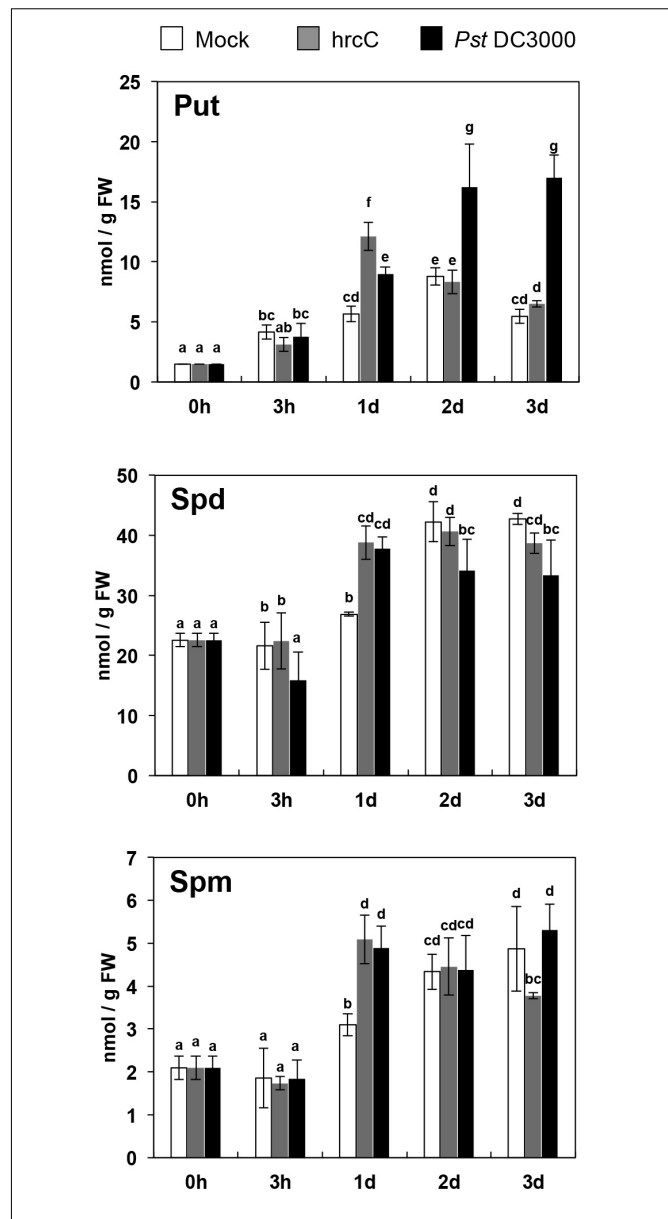 Mock hrcC Pst DC3000
Put
nmol / g FW
25
20
15
10
5
0
a a a
bc ab bc
cd f e
e e g
cd d g
0h 3h 1d 2d 3d
Spd
nmol / g FW
50
40
30
20
10
0
a a a
b b a
b cd cd
d d bc
d cd bc
0h 3h 1d 2d 3d
Spm
nmol / g FW
7
6
5
4
3
2
1
0
a a a
a a a
b d d
cd cd cd
d bc d
0h 3h 1d 2d 3d